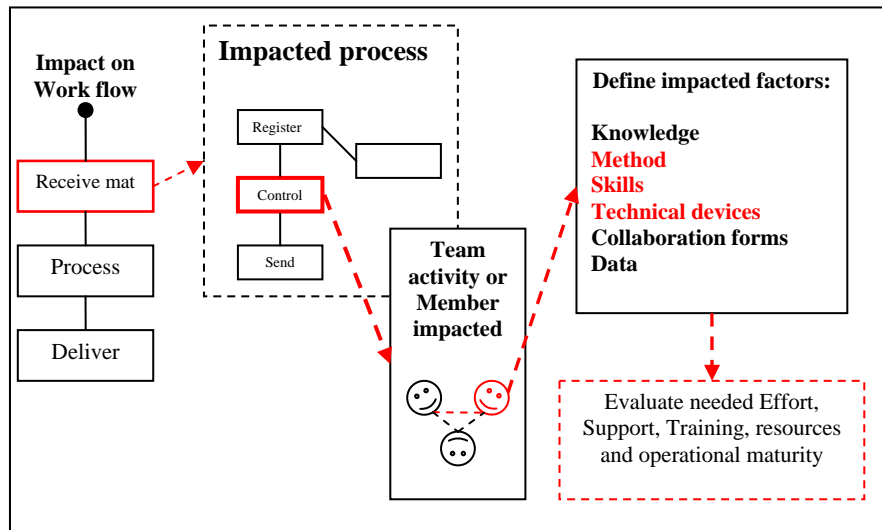 Impact on
Work flow
Receive mat
Process
Deliver
Impacted process
Register
Control
Send
Team
activity or
Member
impacted
Define impacted factors:
Knowledge
Method
Skills
Technical devices
Collaboration forms
Data
Evaluate needed Effort,
Support, Training, resources
and operational maturity